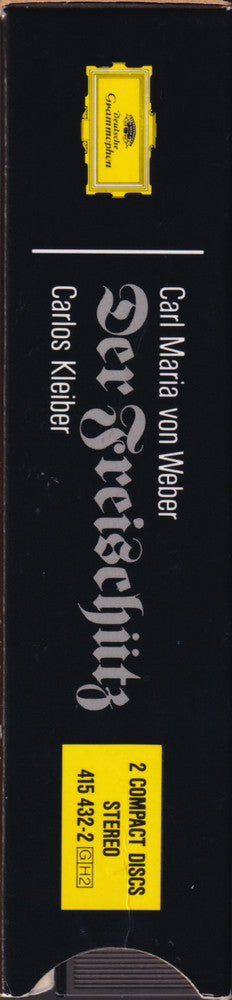 Deutsche
Grammophon
Carl Maria von Weber
Der Freischütz
Carlos Kleiber
2 COMPACT DISCS
STEREO
415 432-2 GH2